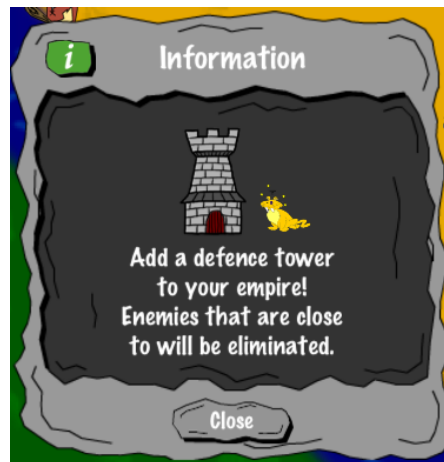 i
Information
Add a defence tower
to your empire!
Enemies that are close
to will be eliminated.
Close